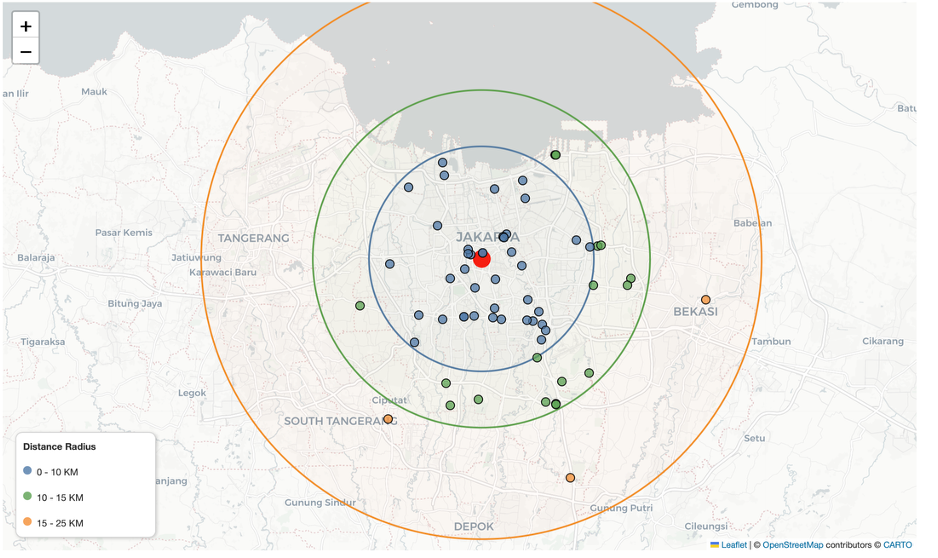 +
−
Gembong
an Ilir
Mauk
Batu
Pasar Kemis
TANGERANG
JAKARTA
Babelan
Balaraja
Jatiuwung
Karawaci Baru
Bitung Jaya
BEKASI
Tigaraksa
Tambun
Cikarang
Legok
Ciputat
SOUTH TANGERANG
Setu
Distance Radius
0 - 10 KM
10 - 15 KM
15 - 25 KM
anjang
Gunung Sindur
Gunung Putri
DEPOK
Cileungsi
Leaflet | © OpenStreetMap contributors © CARTO